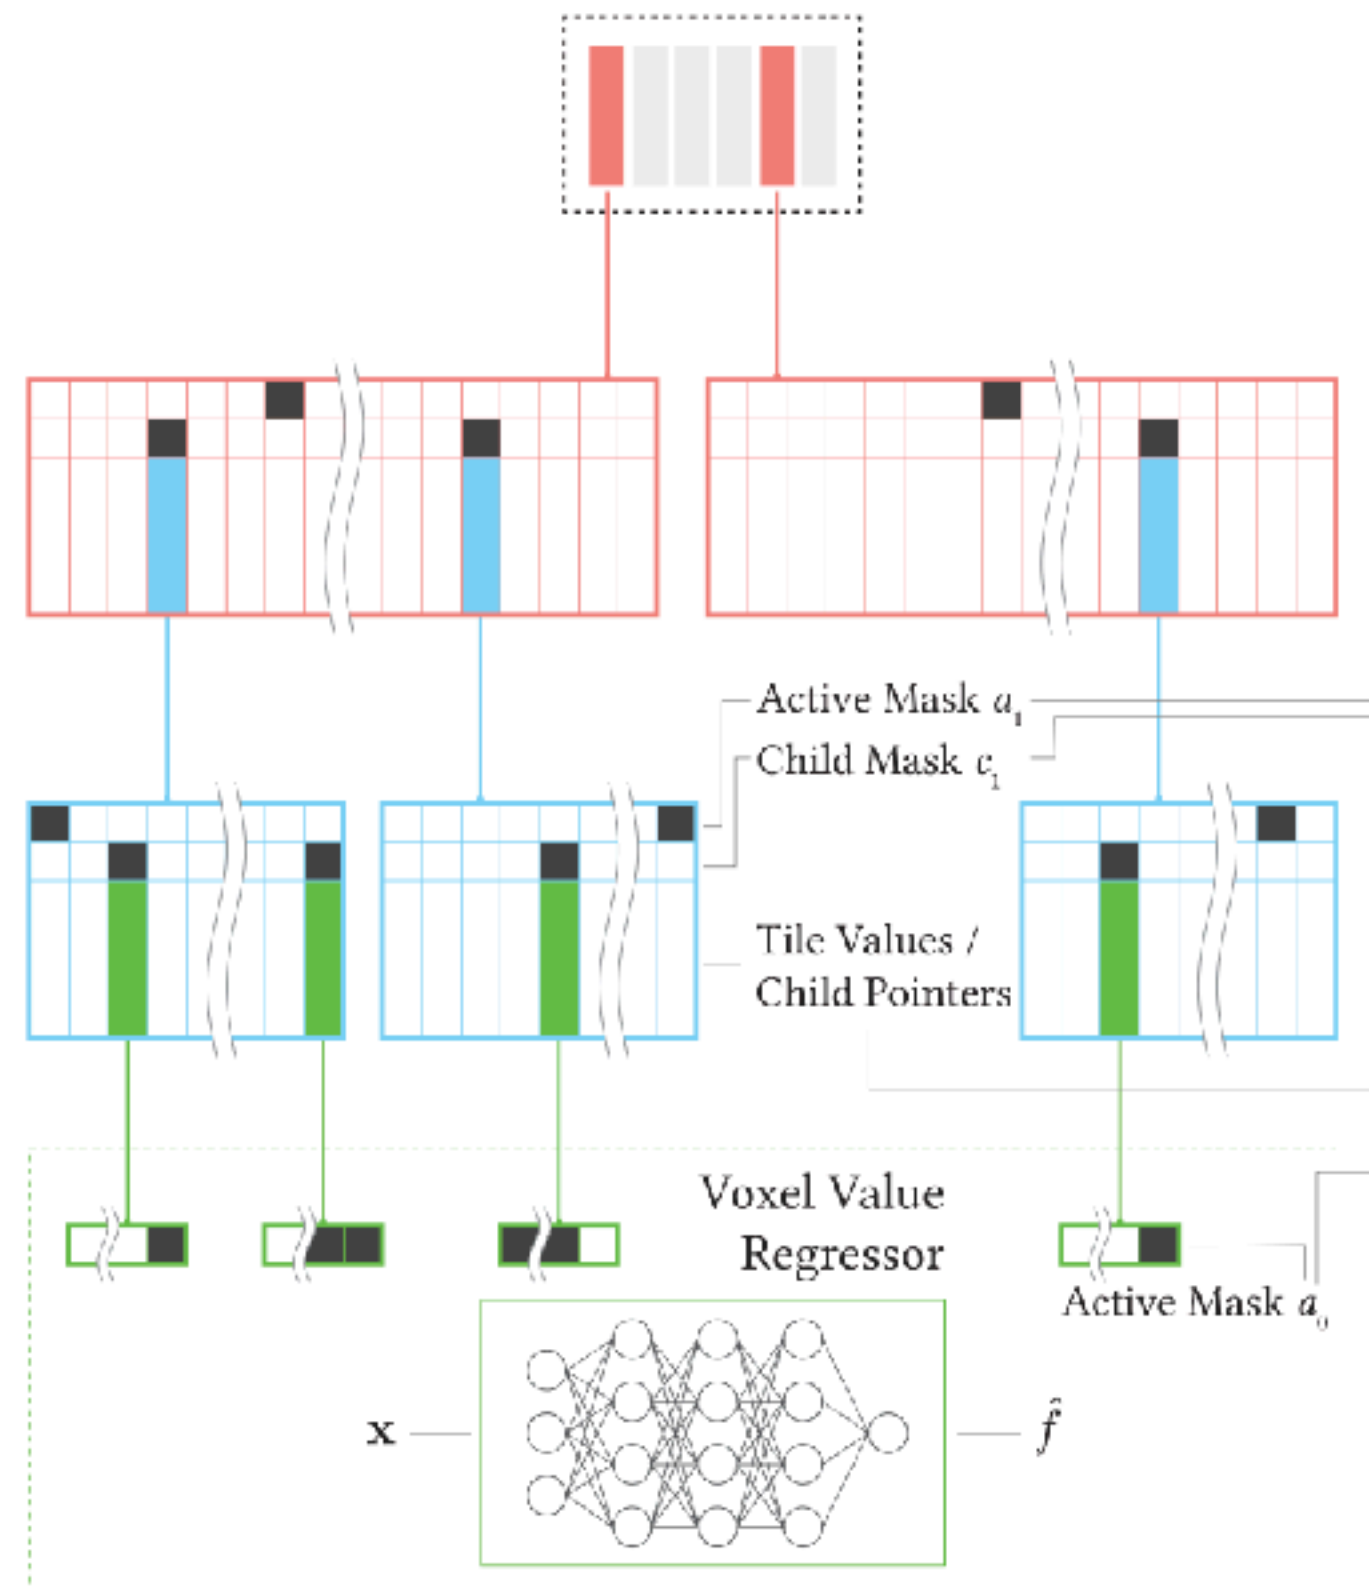 Active Mask a₁
Child Mask c₁
Tile Values /
Child Pointers
Voxel Value
Regressor
Active Mask a₀
x
f̂